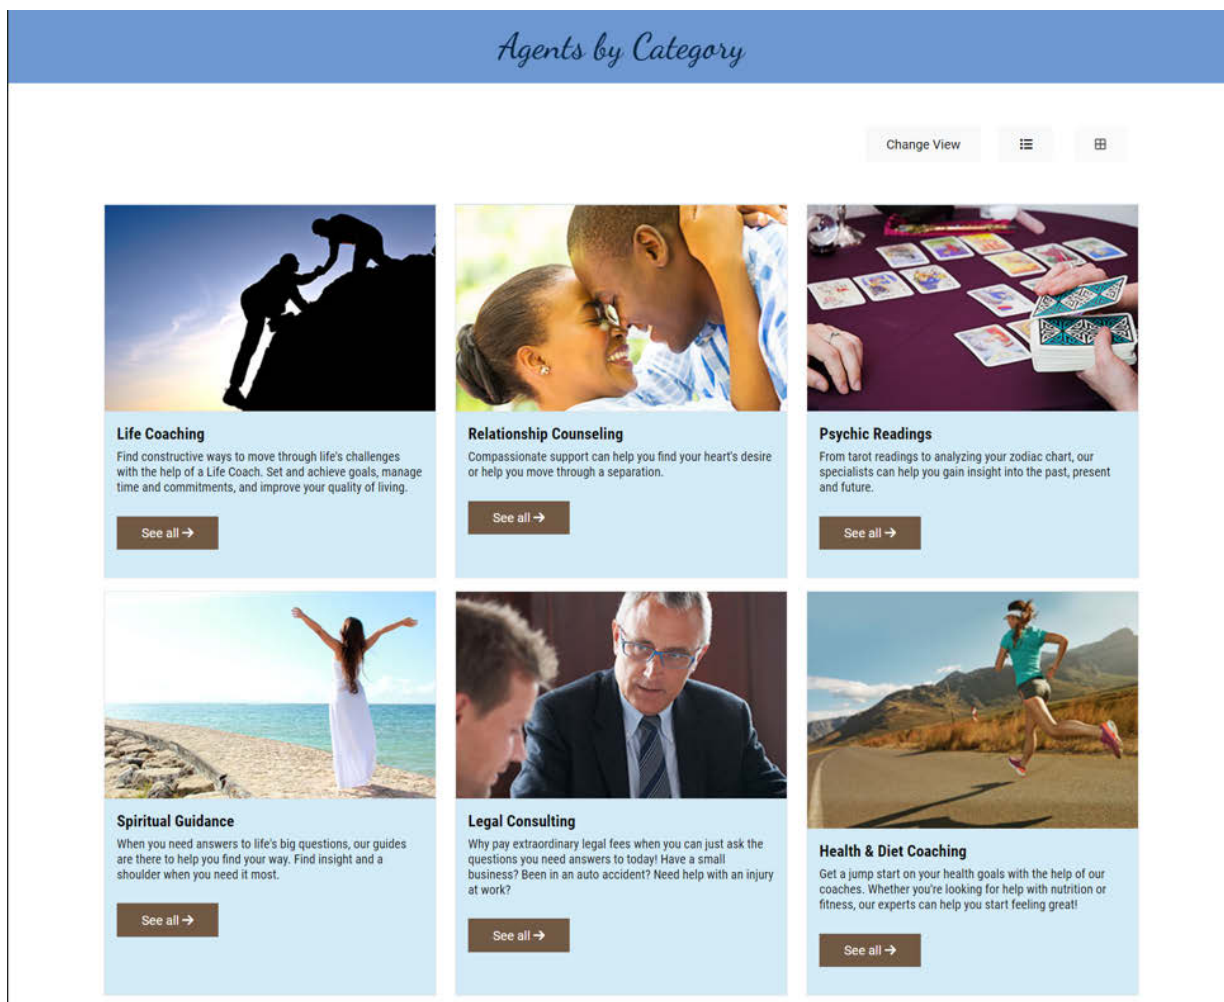 Agents by Category
Change View
Life Coaching
Find constructive ways to move through life's challenges
with the help of a Life Coach. Set and achieve goals, manage
time and commitments, and improve your quality of living.
See all →
Relationship Counseling
Compassionate support can help you find your heart's desire
or help you move through a separation.
See all →
Psychic Readings
From tarot readings to analyzing your zodiac chart, our
specialists can help you gain insight into the past, present
and future.
See all →
Spiritual Guidance
When you need answers to life's big questions, our guides
are there to help you find your way. Find insight and a
shoulder when you need it most.
See all →
Legal Consulting
Why pay extraordinary legal fees when you can just ask the
questions you need answers to today! Have a small
business? Been in an auto accident? Need help with an injury
at work?
See all →
Health & Diet Coaching
Get a jump start on your health goals with the help of our
coaches. Whether you're looking for help with nutrition or
fitness, our experts can help you start feeling great!
See all →